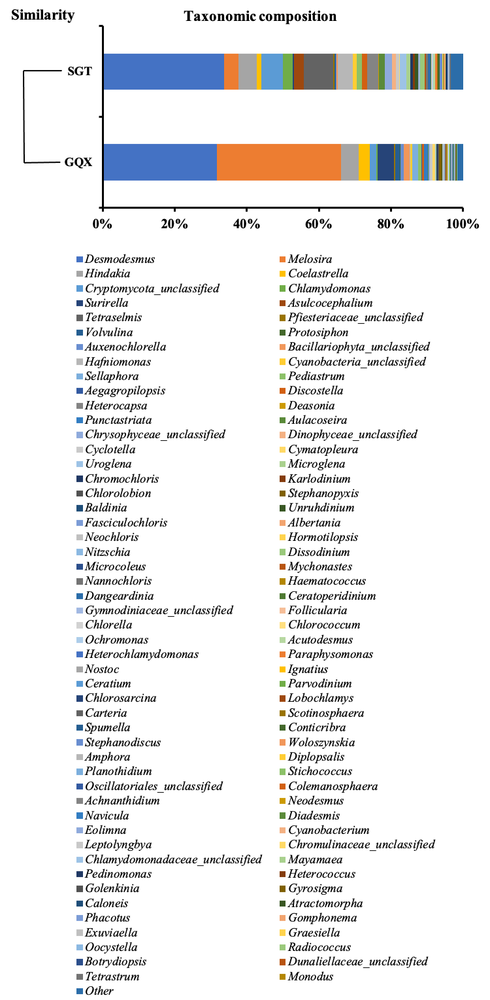 Similarity Taxonomic composition
SGT
GQX
0% 20% 40% 60% 80% 100%
Desmodesmus Melosira
Hindakia Coelastrella
Cryptomycota_unclassified Chlamydomonas
Surirella Asulcocephalium
Tetraselmis Pfiesteriaceae_unclassified
Volvulina Protosiphon
Auxenochlorella Bacillariophyta_unclassified
Hafniomonas Cyanobacteria_unclassified
Sellaphora Pediastrum
Aegagropilopsis Discostella
Heterocapsa Deasonia
Punctastriata Aulacoseira
Chrysophyceae_unclassified Dinophyceae_unclassified
Cyclotella Cymatopleura
Uroglena Microglena
Chromochloris Karlodinium
Chlorolobion Stephanopyxis
Baldinia Unruhdinium
Fasciculochloris Albertania
Neochloris Hormotilopsis
Nitzschia Dissodinium
Microcoleus Mychonastes
Nannochloris Haematococcus
Dangeardinia Ceratoperidinium
Gymnodiniaceae_unclassified Follicularia
Chlorella Chlorococcum
Ochromonas Acutodesmus
Heterochlamydomonas Paraphysomonas
Nostoc Ignatius
Ceratium Parvodinium
Chlorosarcina Lobochlamys
Carteria Scotinosphaera
Spumella Conticribra
Stephanodiscus Woloszynskia
Amphora Diplopsalis
Planothidium Stichococcus
Oscillatoriales_unclassified Colemanosphaera
Achnanthidium Neodesmus
Navicula Diadesmis
Eolimna Cyanobacterium
Leptolyngbya Chromulinaceae_unclassified
Chlamydomonadaceae_unclassified Mayamaea
Pedinomonas Heterococcus
Golenkinia Gyrosigma
Caloneis Atractomorpha
Phacotus Gomphonema
Exuviaella Graesiella
Oocystella Radiococcus
Botrydiopsis Dunaliellaceae_unclassified
Tetrastrum Monodus
Other